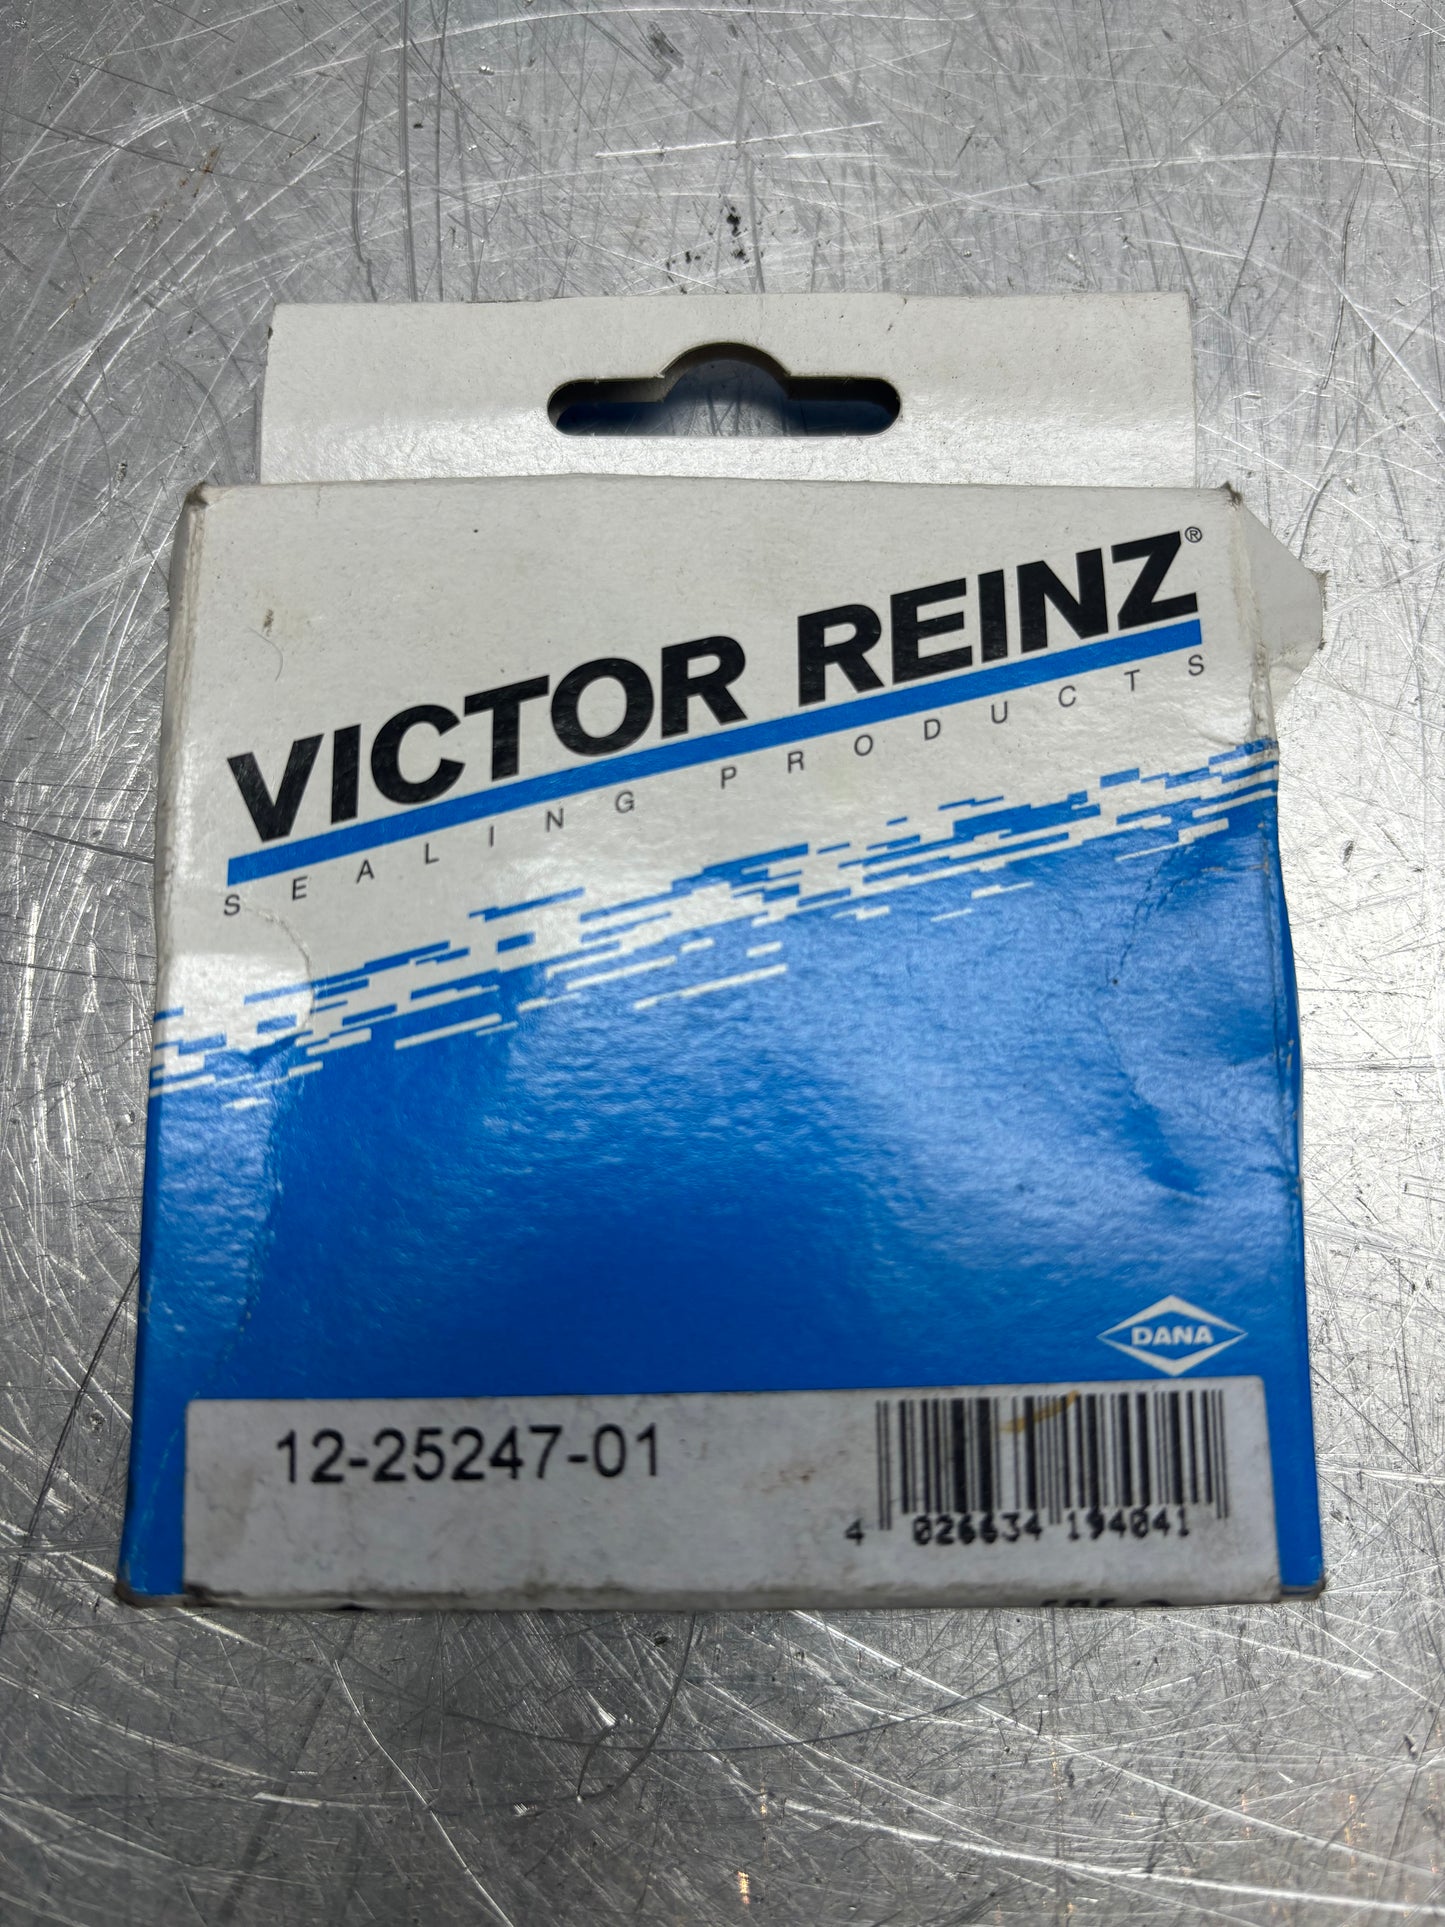 VICTOR REINZ®
SEALING PRODUCTS
DANA
12-25247-01
4 026634 194041